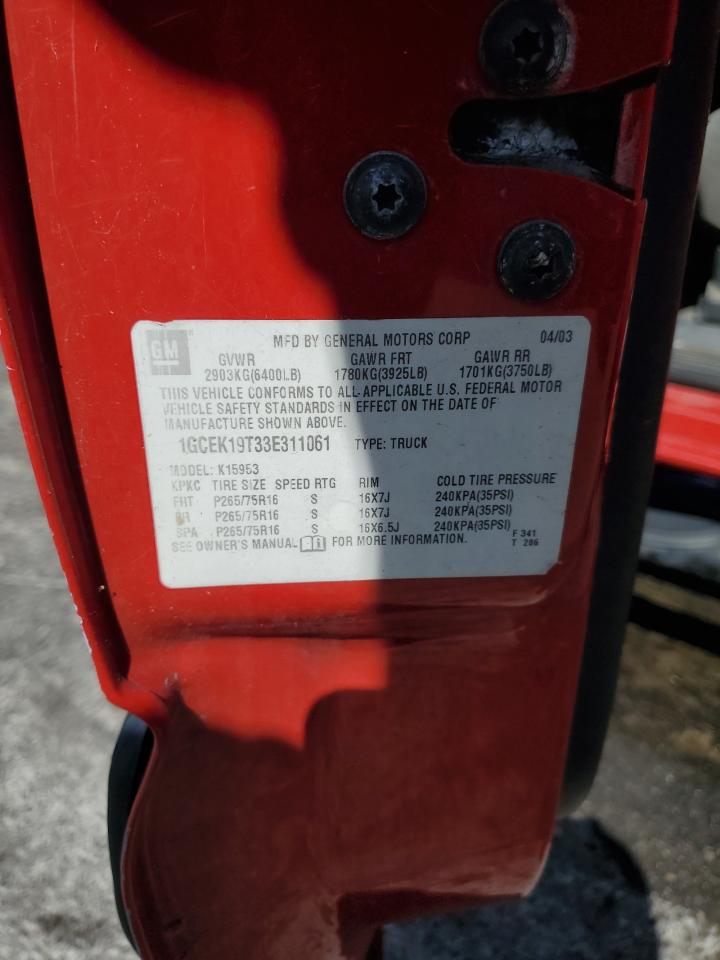 GM
MFD BY GENERAL MOTORS CORP 04/03
GVWR GAWR FRT GAWR RR
2903KG(6400LB) 1780KG(3925LB) 1701KG(3750LB)
THIS VEHICLE CONFORMS TO ALL APPLICABLE U.S. FEDERAL MOTOR
VEHICLE SAFETY STANDARDS IN EFFECT ON THE DATE OF
MANUFACTURE SHOWN ABOVE.
1GCEK19T33E311061 TYPE: TRUCK
MODEL: K15953
KPKC TIRE SIZE SPEED RTG RIM COLD TIRE PRESSURE
FRT P265/75R16 S 16X7J 240KPA(35PSI)
RR P265/75R16 S 16X7J 240KPA(35PSI)
SPA P265/75R16 S 16X6.5J 240KPA(35PSI)
SEE OWNER'S MANUAL FOR MORE INFORMATION.
F 341
T 286